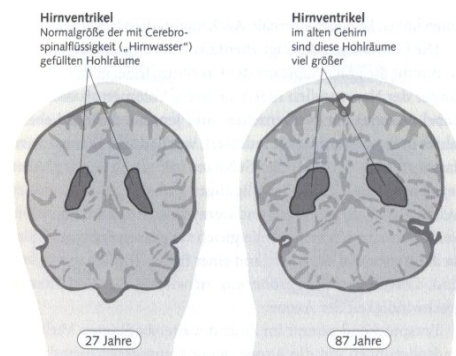 Hirnventrikel
Normalgröße der mit Cerebro-
spinalflüssigkeit („Hirnwasser")
gefüllten Hohlräume
Hirnventrikel
im alten Gehirn
sind diese Hohlräume
viel größer
27 Jahre
87 Jahre